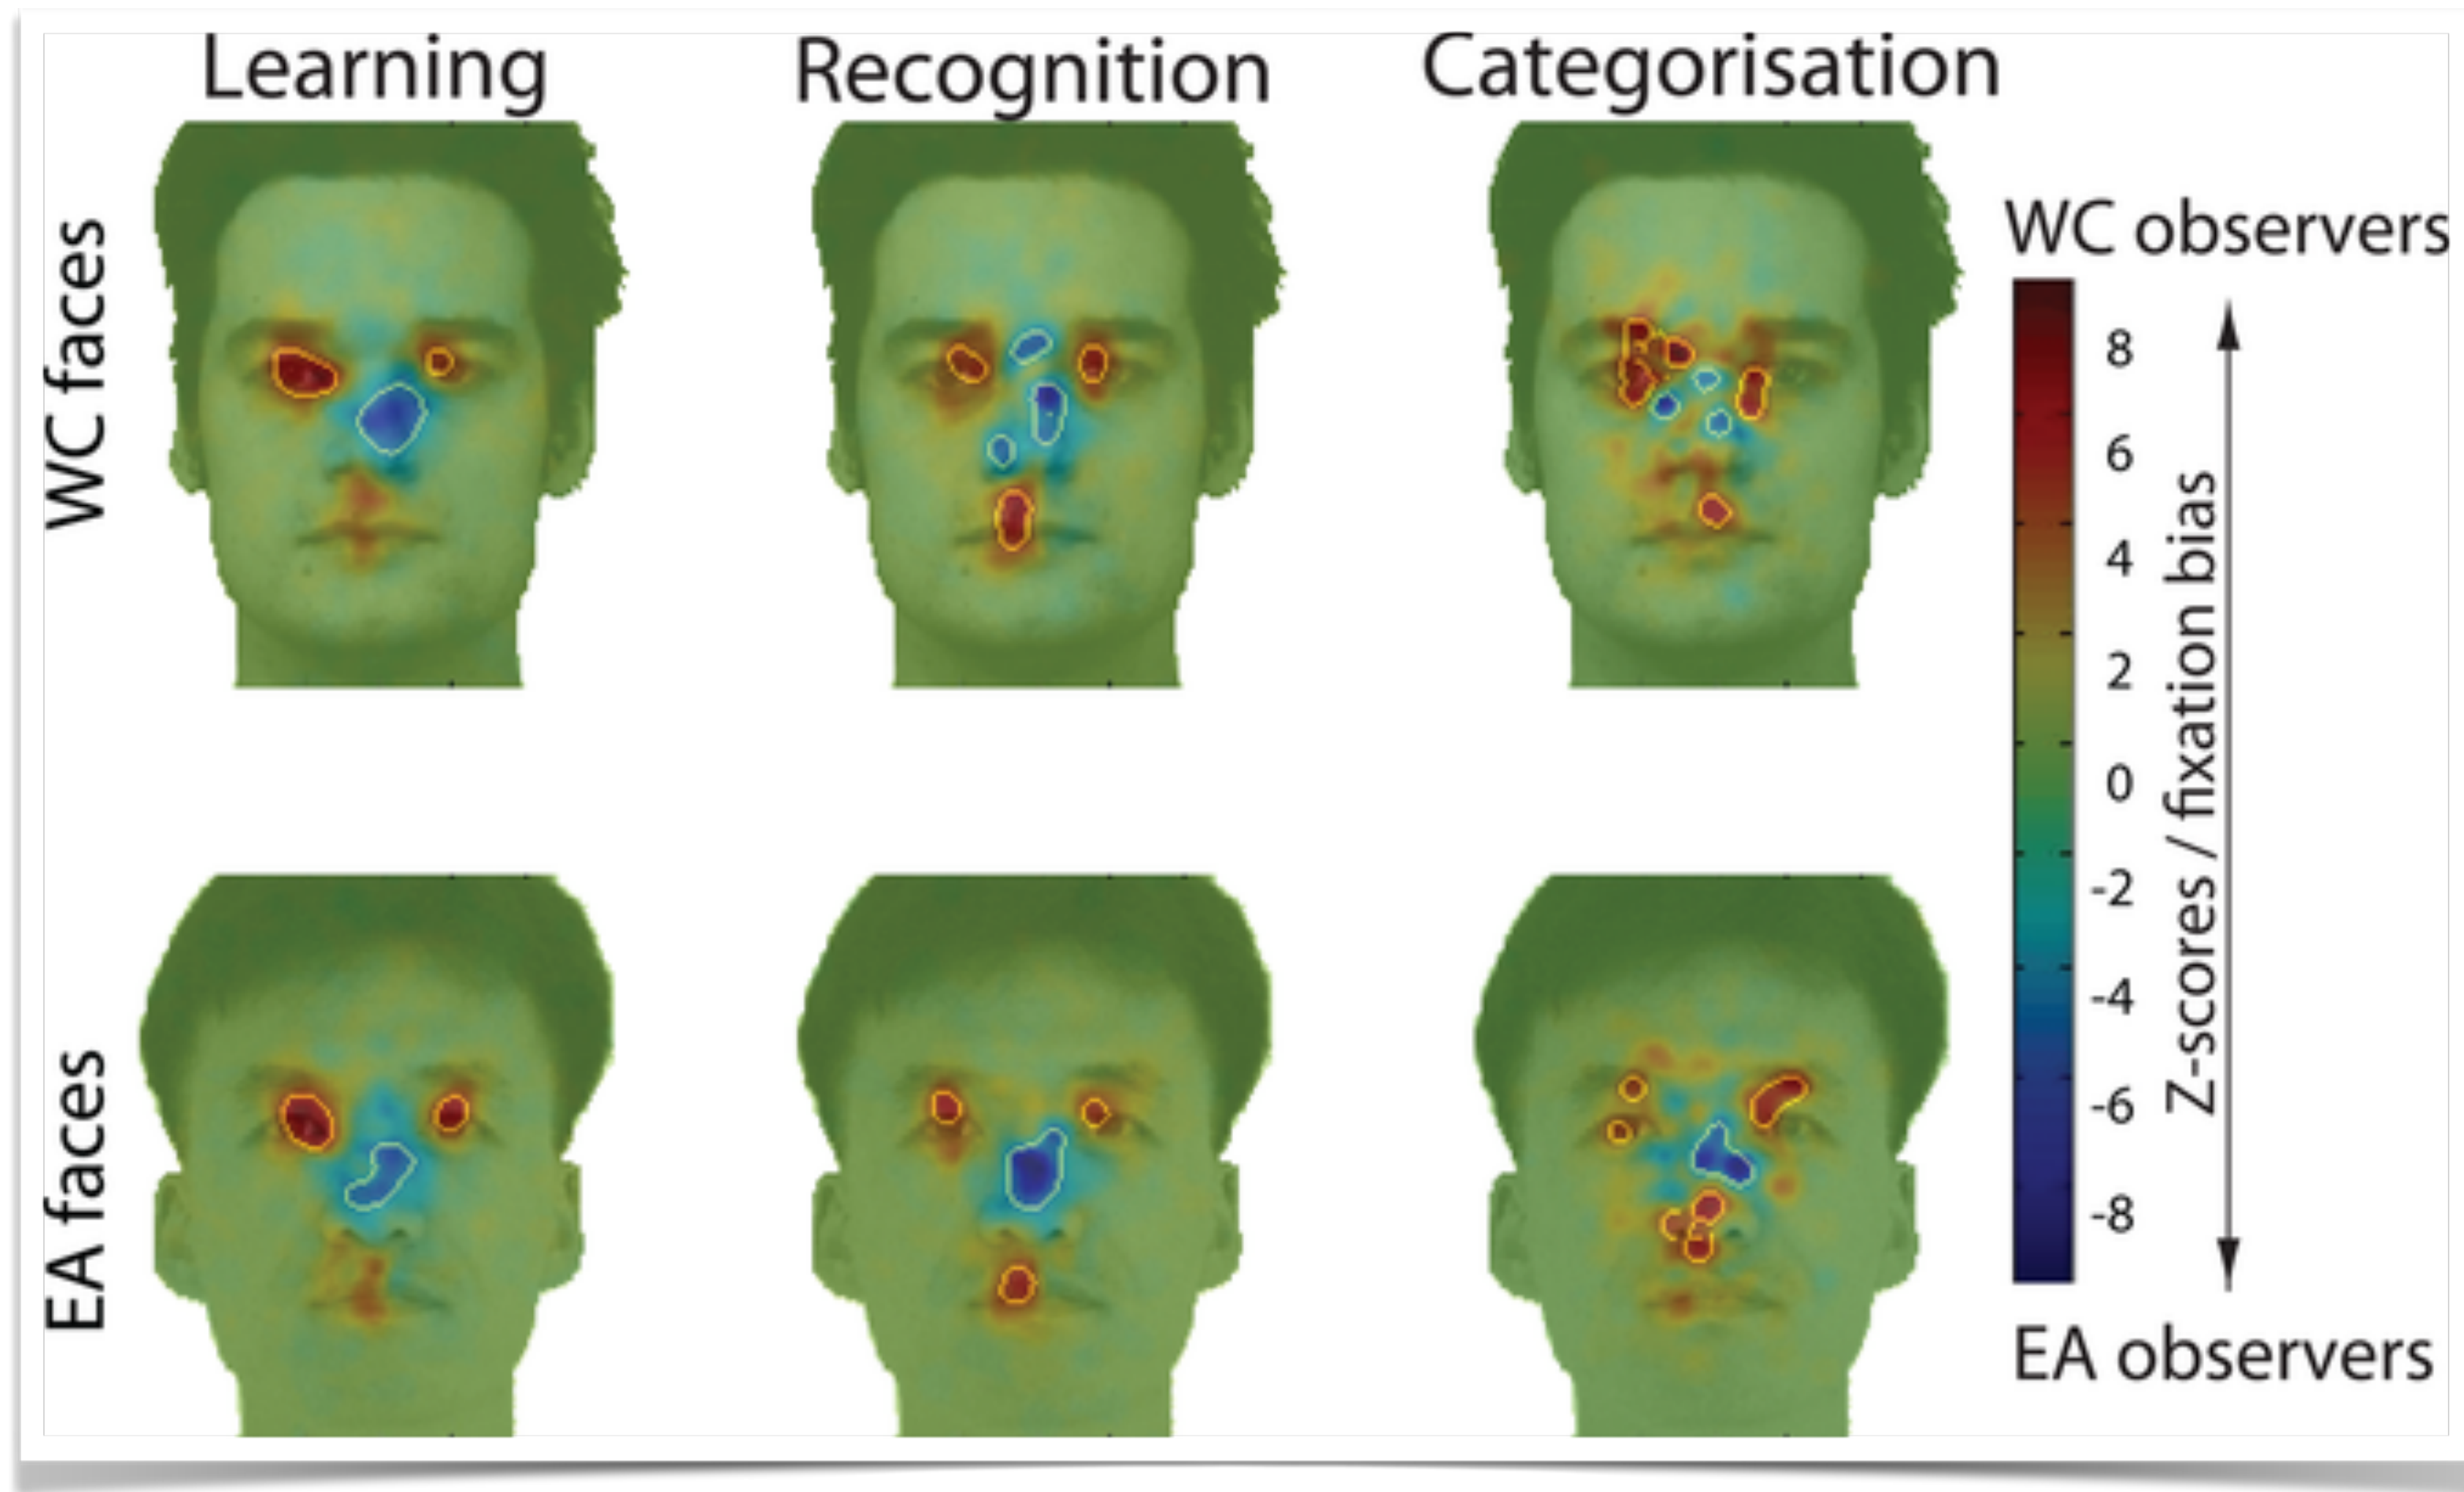 Learning
Recognition
Categorisation
WC faces
EA faces
WC observers
8
6
4
2
0
-2
-4
-6
-8
Z-scores / fixation bias
EA observers